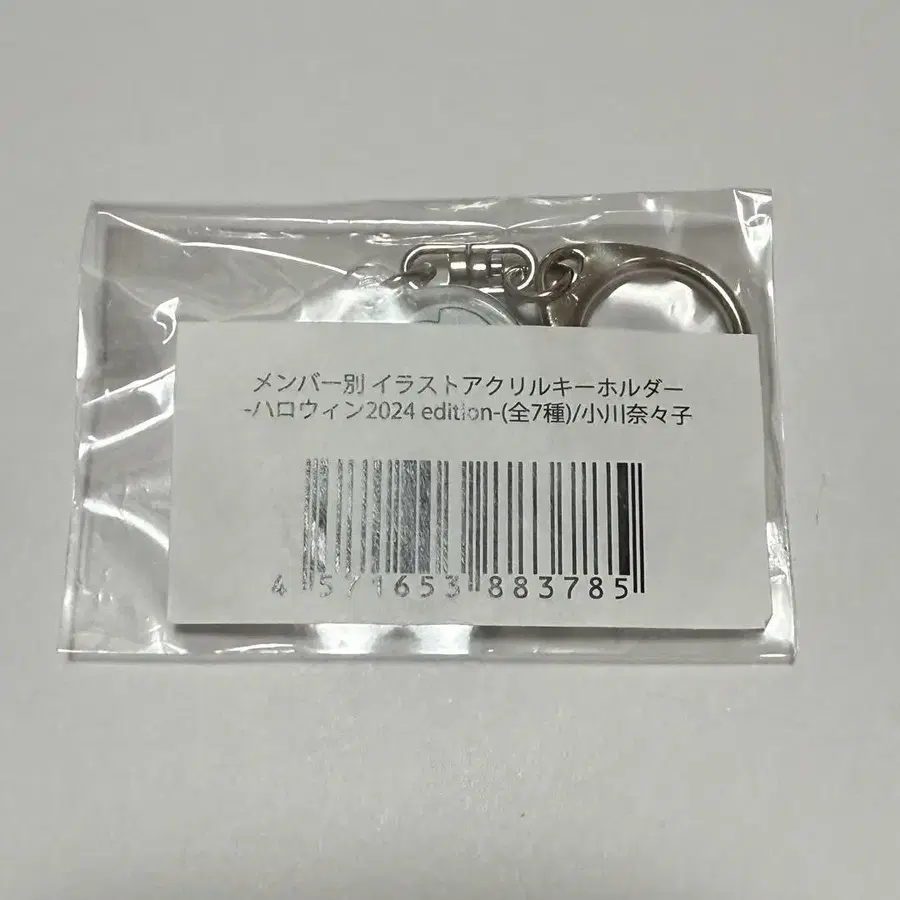 メンバー別 イラストアクリルキーホルダー
-ハロウィン2024 edition-(全7種)/小川奈々子
4 571653 883785